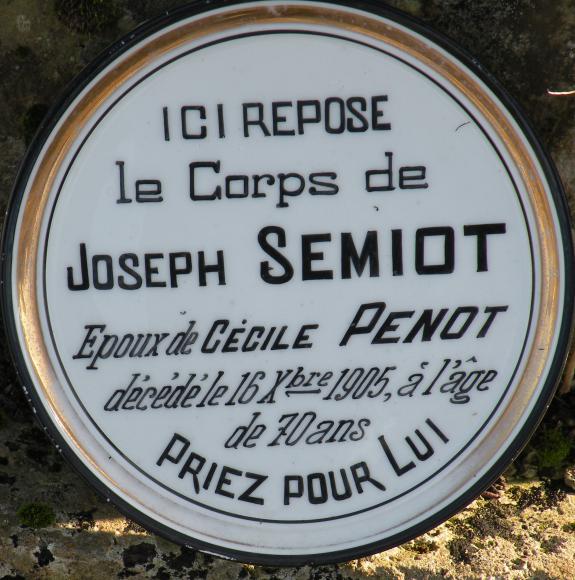 ICI REPOSE
le Corps de
JOSEPH SEMIOT
Epoux de CÉCILE PENOT
décédé le 16 Xbre 1905, à l'âge
de 70 ans
PRIEZ POUR LUI